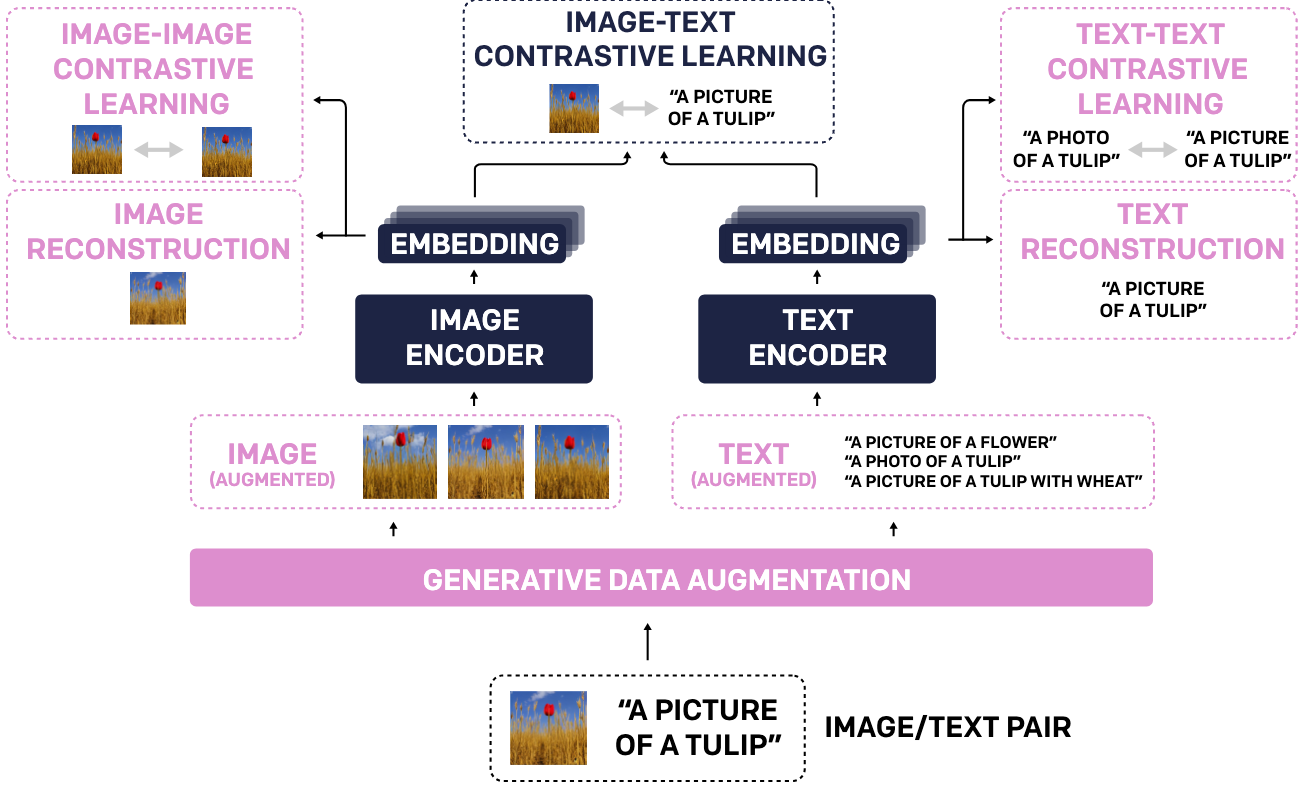 IMAGE-IMAGE
CONTRASTIVE
LEARNING
IMAGE
RECONSTRUCTION
IMAGE-TEXT
CONTRASTIVE LEARNING
“A PICTURE
OF A TULIP”
TEXT-TEXT
CONTRASTIVE
LEARNING
“A PHOTO
OF A TULIP”
“A PICTURE
OF A TULIP”
TEXT
RECONSTRUCTION
“A PICTURE
OF A TULIP”
EMBEDDING
EMBEDDING
IMAGE
ENCODER
TEXT
ENCODER
IMAGE
(AUGMENTED)
TEXT
(AUGMENTED)
“A PICTURE OF A FLOWER”
“A PHOTO OF A TULIP”
“A PICTURE OF A TULIP WITH WHEAT”
GENERATIVE DATA AUGMENTATION
“A PICTURE
OF A TULIP”
IMAGE/TEXT PAIR